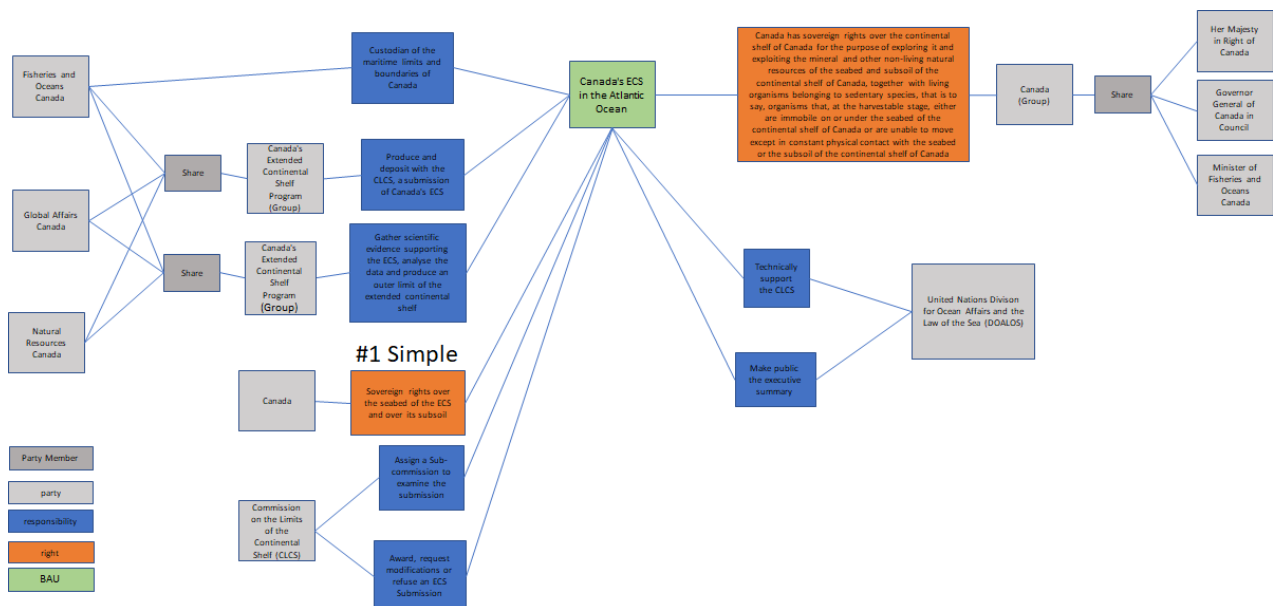 Fisheries and
Oceans
Canada
Global Affairs
Canada
Natural
Resources
Canada
Share
Share
Canada's
Extended
Continental
Shelf
Program
(Group)
Canada's
Extended
Continental
Shelf
Program
(Group)
Custodian of the
maritime limits and
boundaries of
Canada
Produce and
deposit with the
CLCS, a submission
of Canada's ECS
Gather scientific
evidence supporting
the ECS, analyse the
data and produce an
outer limit of the
extended continental
shelf
#1 Simple
Canada
Sovereign rights over
the seabed of the ECS
and over its subsoil
Commission
on the Limits
of the
Continental
Shelf (CLCS)
Assign a Sub-
commission to
examine the
submission
Award, request
modifications or
refuse an ECS
Submission
Canada's ECS
in the Atlantic
Ocean
Canada has sovereign rights over the continental
shelf of Canada for the purpose of exploring it and
exploiting the mineral and other non-living natural
resources of the seabed and subsoil of the
continental shelf of Canada, together with living
organisms belonging to sedentary species, that is to
say, organisms that, at the harvestable stage, either
are immobile on or under the seabed of the
continental shelf of Canada or are unable to move
except in constant physical contact with the seabed
or the subsoil of the continental shelf of Canada
Canada
(Group)
Share
Her Majesty
in Right of
Canada
Governor
General of
Canada in
Council
Minister of
Fisheries and
Oceans
Canada
Technically
support
the CLCS
Make public
the executive
summary
United Nations Divison
for Ocean Affairs and the
Law of the Sea (DOALOS)
Party Member
party
responsibility
right
BAU